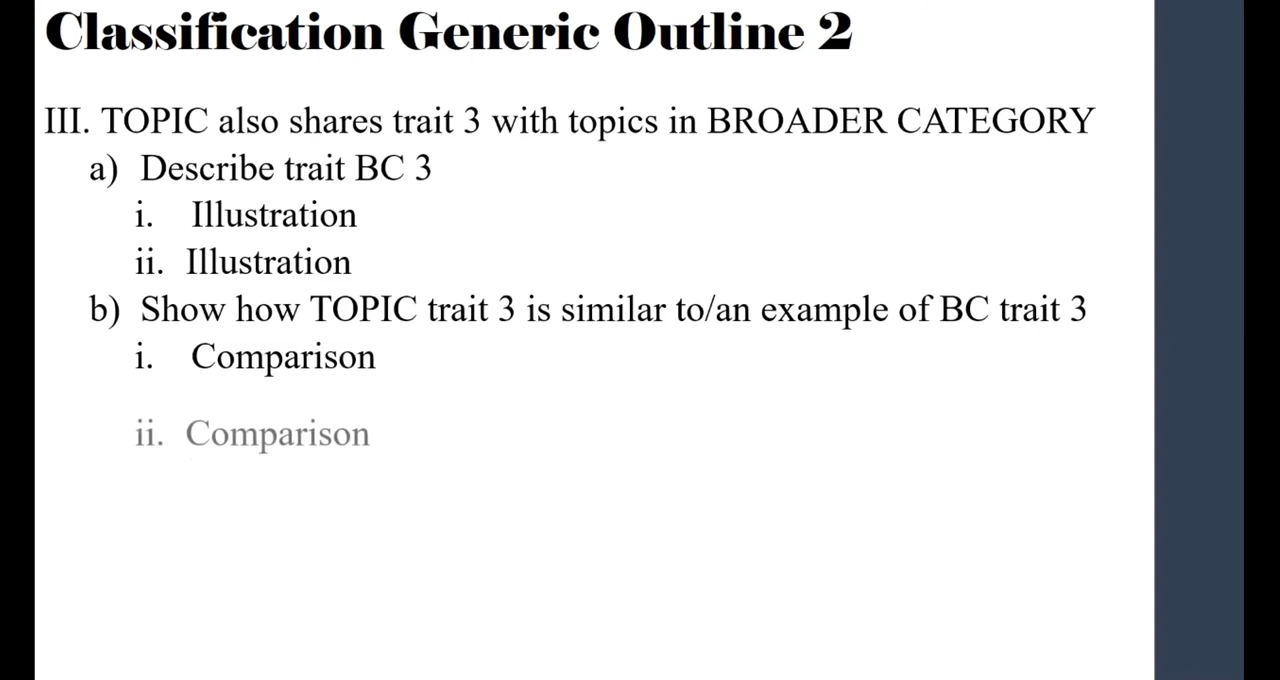 Classification Generic Outline 2
III. TOPIC also shares trait 3 with topics in BROADER CATEGORY
a) Describe trait BC 3
i. Illustration
ii. Illustration
b) Show how TOPIC trait 3 is similar to/an example of BC trait 3
i. Comparison
ii. Comparison